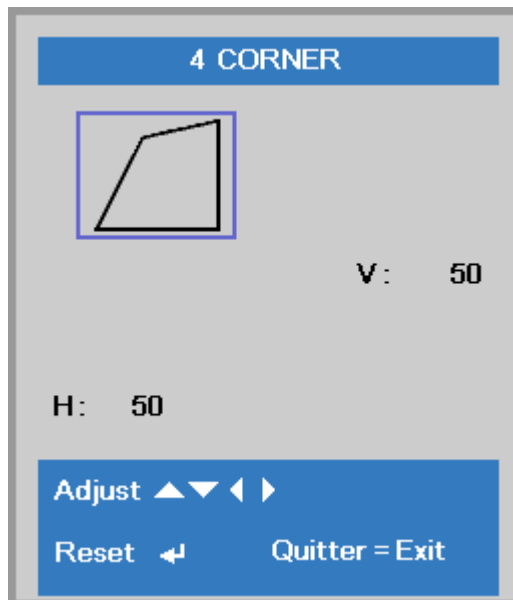 4 CORNER
V: 50
H: 50
Adjust ▲▼◀▶
Reset ↵ Quitter = Exit